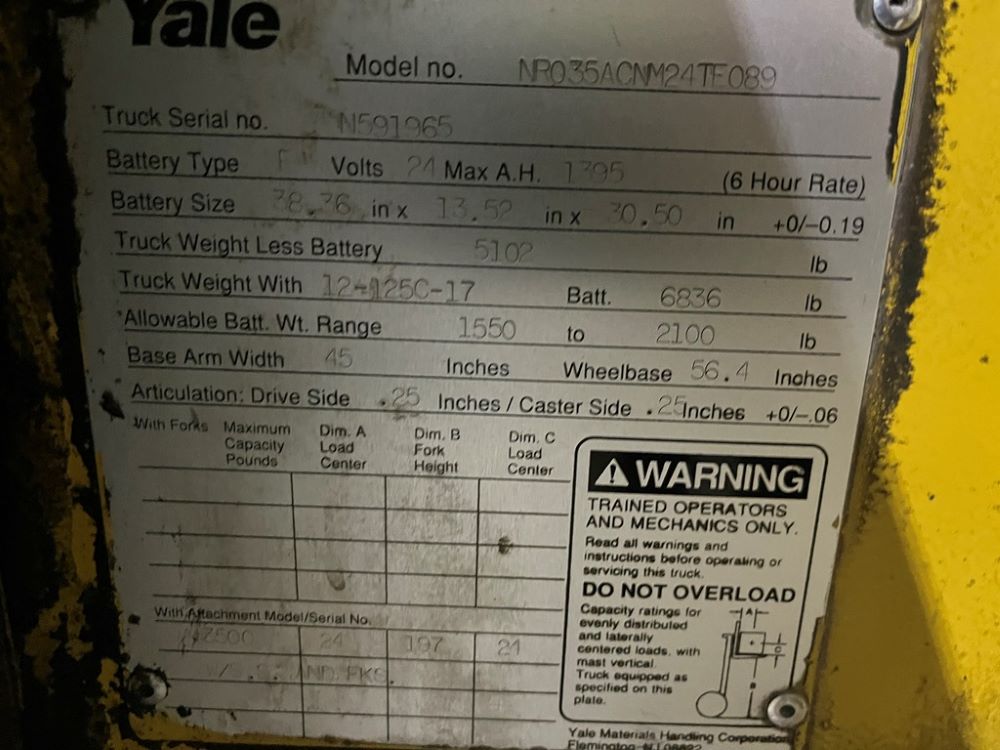 Yale
Model no. NR035ACNM24TE089
Truck Serial no. N591965
Battery Type E Volts 24 Max A.H. 1395 (6 Hour Rate)
Battery Size 38.36 in x 13.52 in x 30.50 in +0/–0.19
Truck Weight Less Battery 5102 lb
Truck Weight With 12-125C-17 Batt. 6836 lb
Allowable Batt. Wt. Range 1550 to 2100 lb
Base Arm Width 45 Inches Wheelbase 56.4 Inches
Articulation: Drive Side .25 Inches / Caster Side .25 Inches +0/–.06
With Forks Maximum Capacity Pounds Dim. A Load Center Dim. B Fork Height Dim. C Load Center
With Attachment Model/Serial No.
24 197 24
AND FKS.
WARNING
TRAINED OPERATORS
AND MECHANICS ONLY.
Read all warnings and
instructions before operating or
servicing this truck.
DO NOT OVERLOAD
Capacity ratings for
evenly distributed
and laterally
centered loads, with
mast vertical.
Truck equipped as
specified on this
plate.
A
B
C
Yale Materials Handling Corporation
Flemington